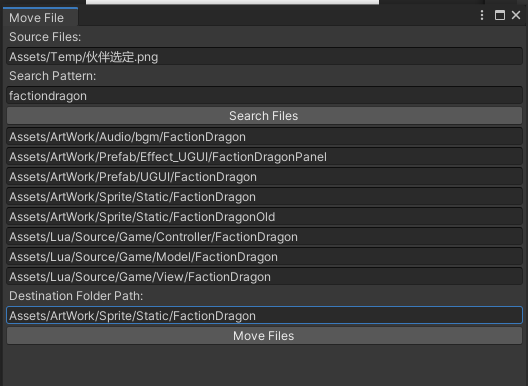 Move File
Source Files:
Assets/Temp/伙伴选定.png
Search Pattern:
factiondragon
Search Files
Assets/ArtWork/Audio/bgm/FactionDragon
Assets/ArtWork/Prefab/Effect_UGUI/FactionDragonPanel
Assets/ArtWork/Prefab/UGUI/FactionDragon
Assets/ArtWork/Sprite/Static/FactionDragon
Assets/ArtWork/Sprite/Static/FactionDragonOld
Assets/Lua/Source/Game/Controller/FactionDragon
Assets/Lua/Source/Game/Model/FactionDragon
Assets/Lua/Source/Game/View/FactionDragon
Destination Folder Path:
Assets/ArtWork/Sprite/Static/FactionDragon
Move Files